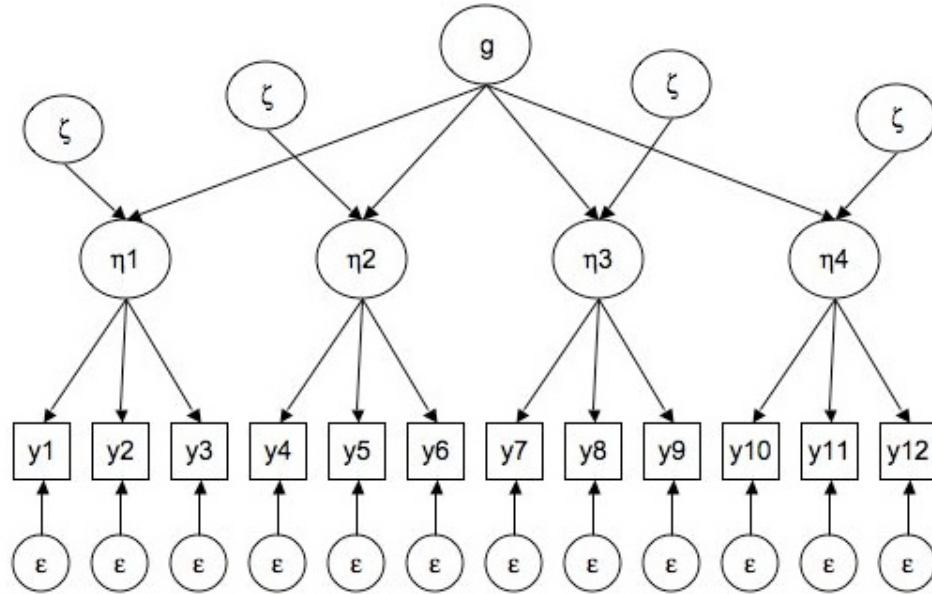 g
ζ ζ ζ ζ
η1 η2 η3 η4
y1 y2 y3 y4 y5 y6 y7 y8 y9 y10 y11 y12
ε ε ε ε ε ε ε ε ε ε ε ε